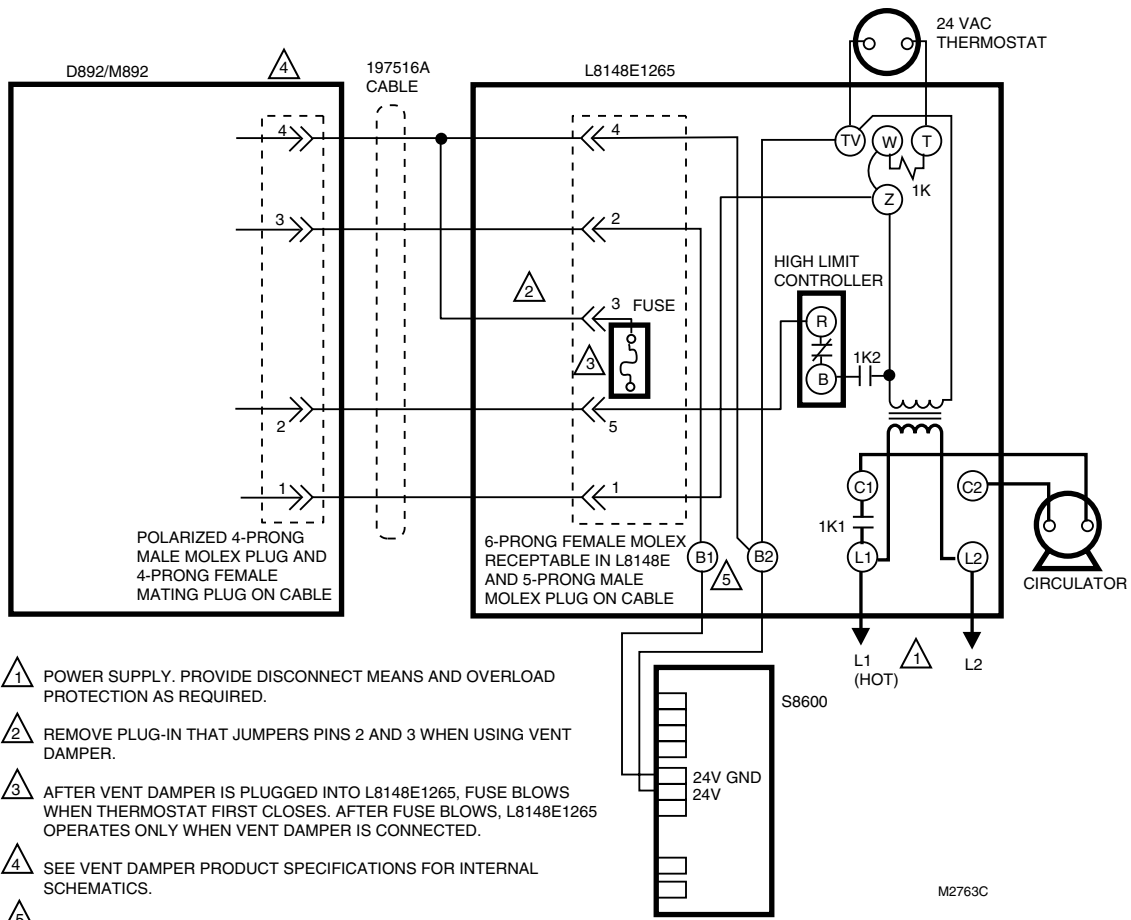 24 VAC
THERMOSTAT
D892/M892
4
197516A
CABLE
L8148E1265
4
4
TV
W
T
1K
Z
3
2
HIGH LIMIT
CONTROLLER
2
3 FUSE
R
3
1K2
B
2
5
1
1
C1
C2
1K1
POLARIZED 4-PRONG
MALE MOLEX PLUG AND
4-PRONG FEMALE
MATING PLUG ON CABLE
6-PRONG FEMALE MOLEX
RECEPTABLE IN L8148E
AND 5-PRONG MALE
MOLEX PLUG ON CABLE
B1
5
B2
L1
L2
CIRCULATOR
L1
(HOT)
1
L2
S8600
24V GND
24V
1 POWER SUPPLY. PROVIDE DISCONNECT MEANS AND OVERLOAD
PROTECTION AS REQUIRED.
2 REMOVE PLUG-IN THAT JUMPERS PINS 2 AND 3 WHEN USING VENT
DAMPER.
3 AFTER VENT DAMPER IS PLUGGED INTO L8148E1265, FUSE BLOWS
WHEN THERMOSTAT FIRST CLOSES. AFTER FUSE BLOWS, L8148E1265
OPERATES ONLY WHEN VENT DAMPER IS CONNECTED.
4 SEE VENT DAMPER PRODUCT SPECIFICATIONS FOR INTERNAL
SCHEMATICS.
5
M2763C